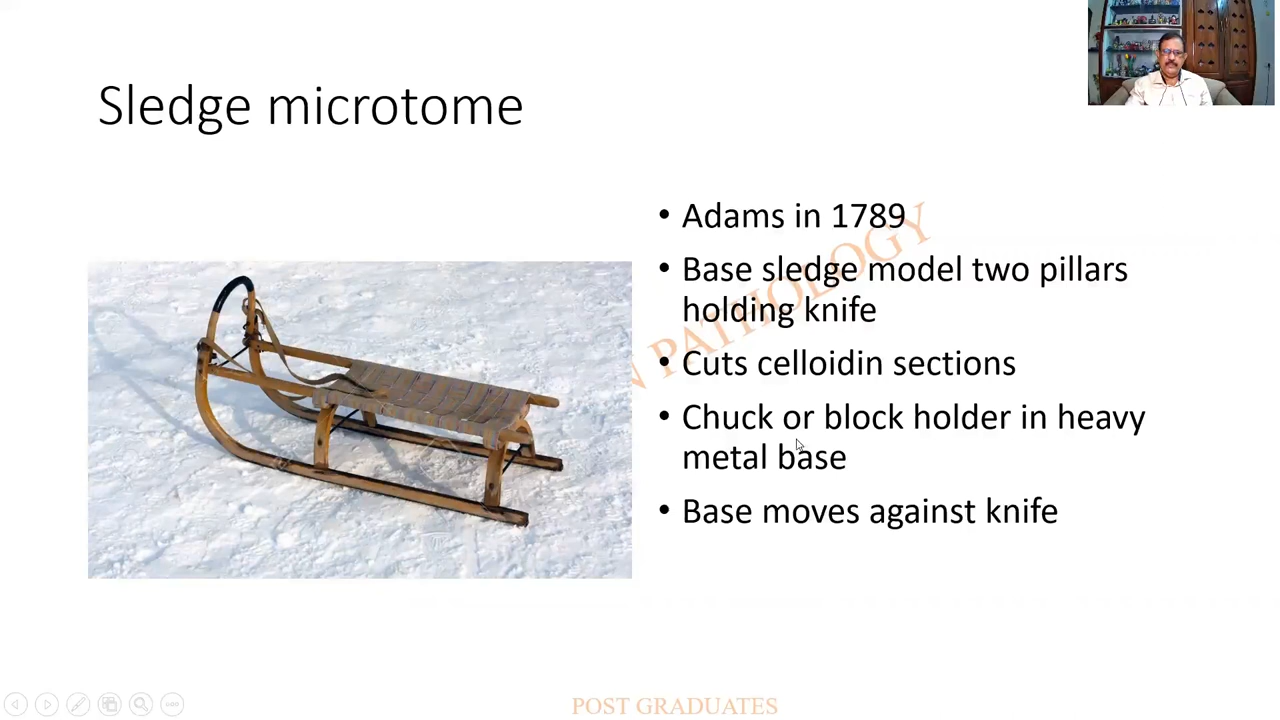 Sledge microtome
• Adams in 1789
• Base sledge model two pillars
holding knife
• Cuts celloidin sections
• Chuck or block holder in heavy
metal base
• Base moves against knife
N PATHOLOGY
POST GRADUATES